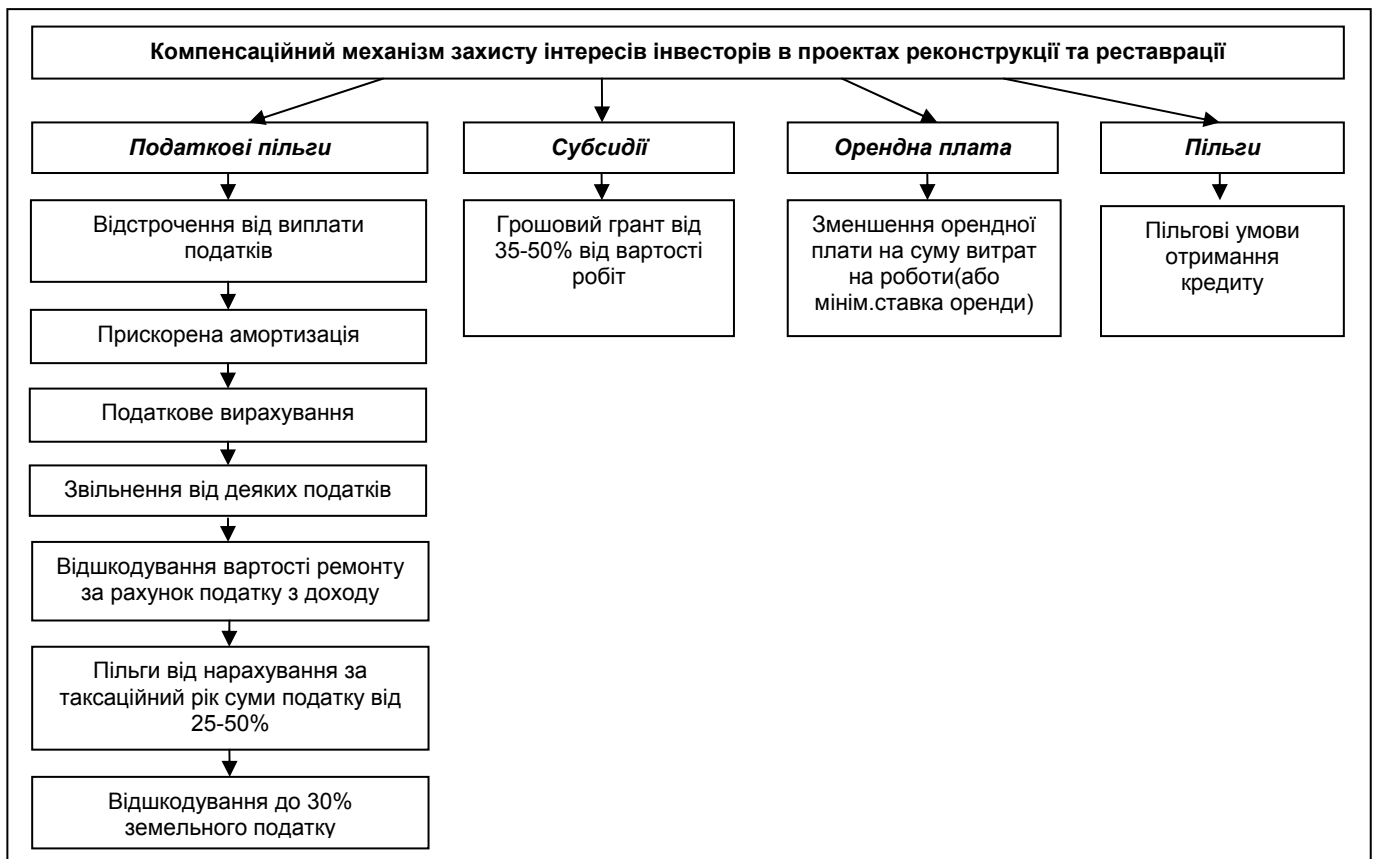 Компенсаційний механізм захисту інтересів інвесторів в проектах реконструкції та реставрації
Податкові пільги
Субсидії
Орендна плата
Пільги
Відстрочення від виплати
податків
Грошовий грант від
35-50% від вартості
робіт
Зменшення орендної
плати на суму витрат
на роботи(або
мінім.ставка оренди)
Пільгові умови
отримання
кредиту
Прискорена амортизація
Податкове вирахування
Звільнення від деяких податків
Відшкодування вартості ремонту
за рахунок податку з доходу
Пільги від нарахування за
таксаційний рік суми податку від
25-50%
Відшкодування до 30%
земельного податку